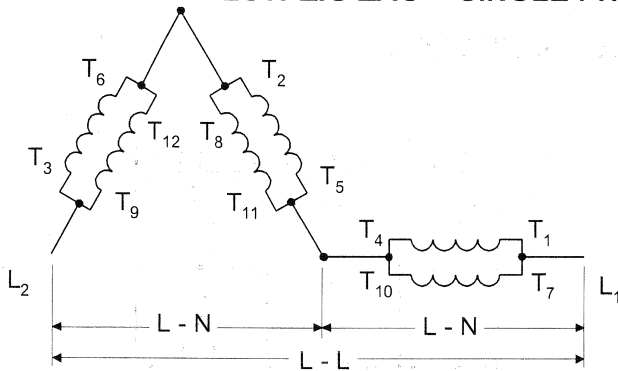 T6 T2
T12 T8
T3 T5
T9 T11
T4 T1
L2 T10 T7 L1
L - N L - N
L - L